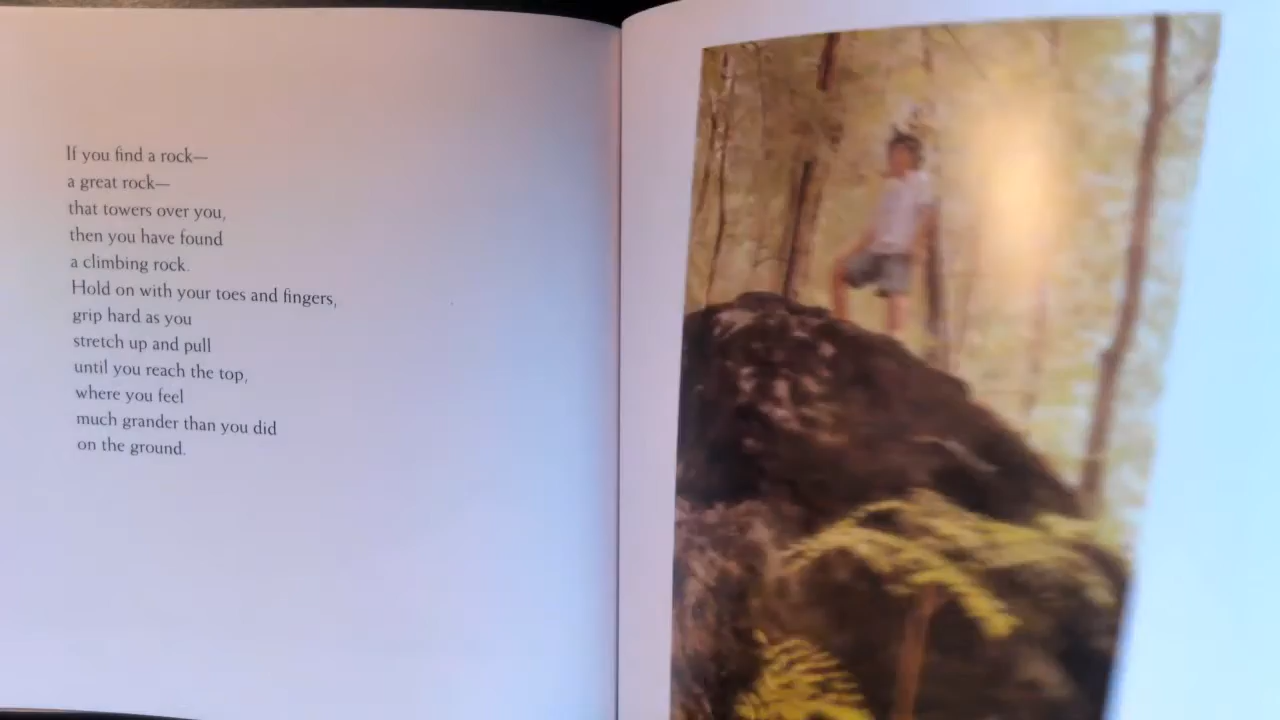 If you find a rock—
a great rock—
that towers over you,
then you have found
a climbing rock.
Hold on with your toes and fingers,
grip hard as you
stretch up and pull
until you reach the top,
where you feel
much grander than you did
on the ground.